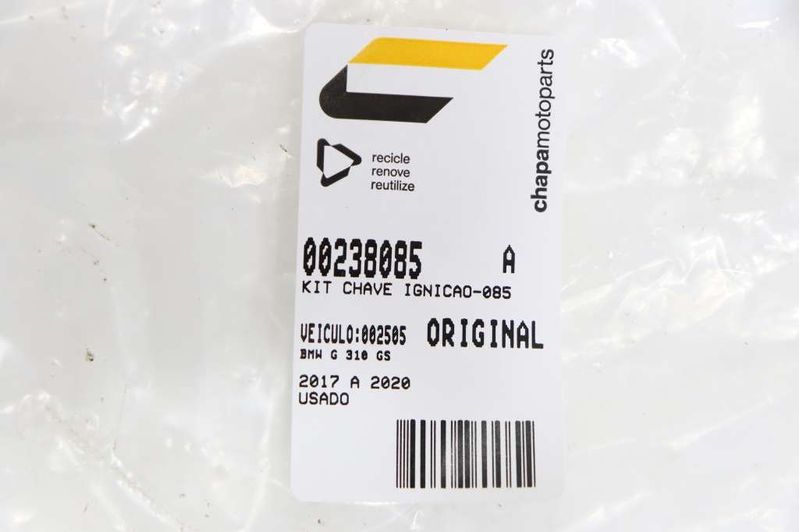 chapamotoparts
recicle
renove
reutilize
00238085 A
KIT CHAVE IGNICAO-085
VEICULO:002505 ORIGINAL
BMW G 310 GS
2017 A 2020
USADO